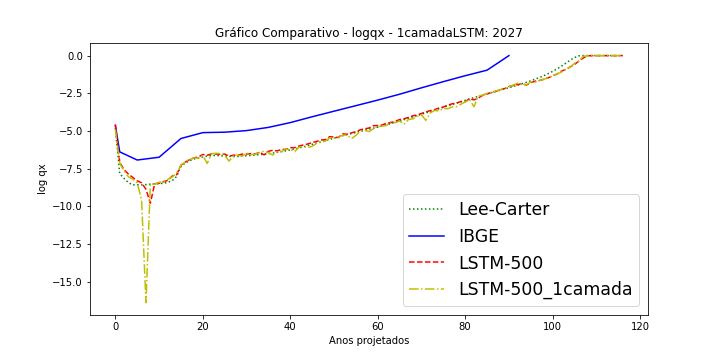 Gráfico Comparativo - logqx - 1camadaLSTM: 2027
0.0
−2.5
−5.0
−7.5
−10.0
−12.5
−15.0
log qx
Lee-Carter
IBGE
LSTM-500
LSTM-500_1camada
0 20 40 60 80 100 120
Anos projetados